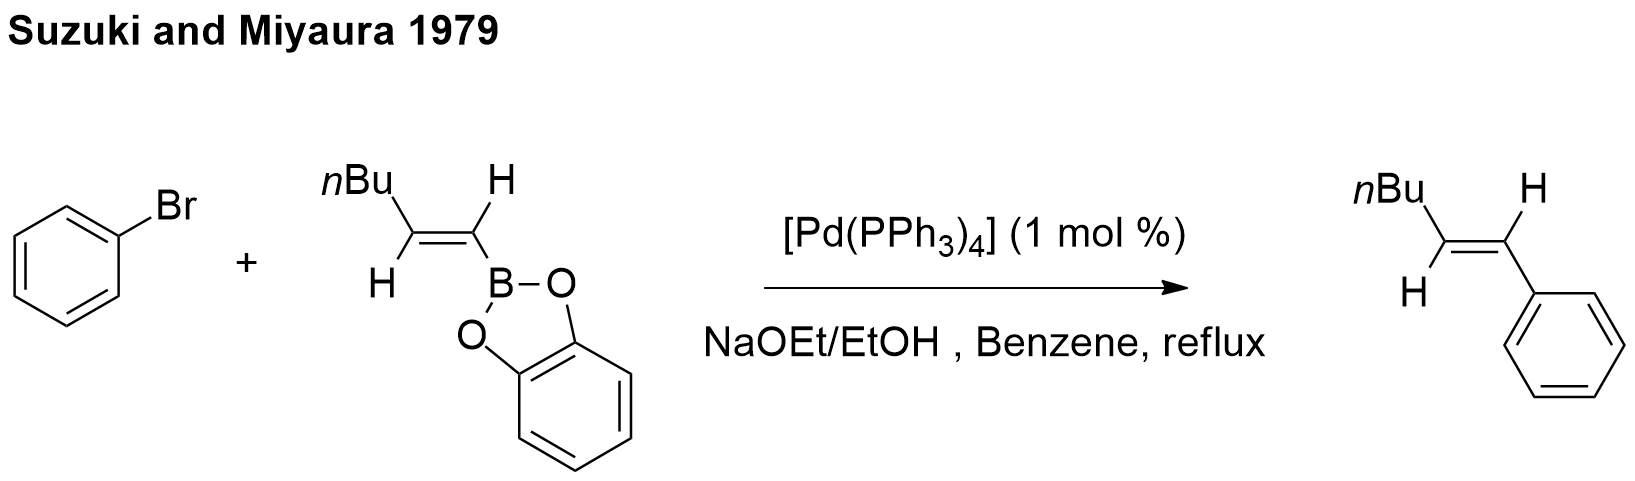 Suzuki and Miyaura 1979
Br
+
nBu
H
H
B
O
O
[Pd(PPh₃)₄] (1 mol %)
NaOEt/EtOH , Benzene, reflux
nBu
H
H